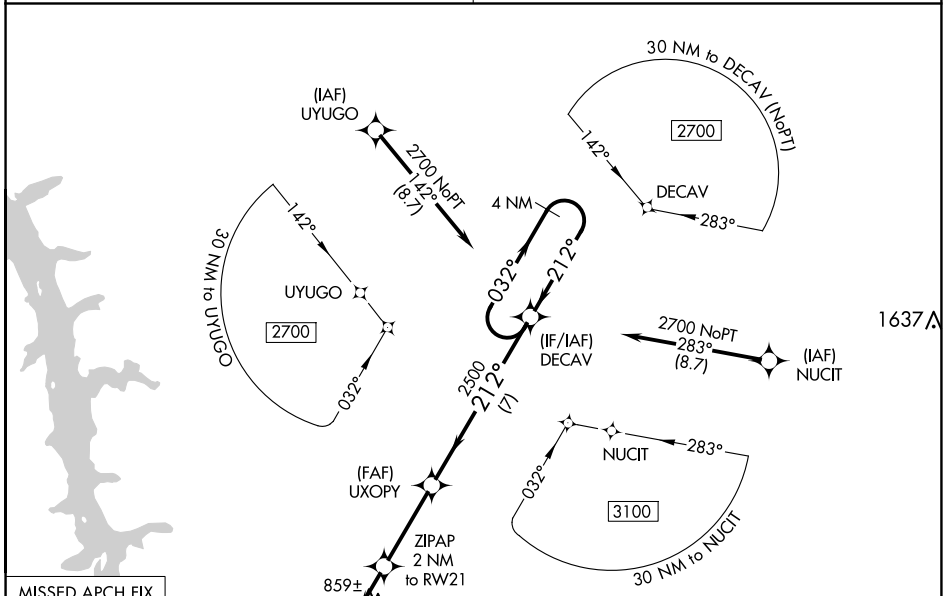 30 NM to DECAV (NoPT)
2700
142°
DECAV
283°
(IAF)
UYUGO
2700 NoPT
142°
(8.7)
4 NM
032°
212°
142°
UYUGO
30 NM to UYUGO
2700
032°
(IF/IAF)
DECAV
1637
2700 NoPT
283°
(8.7)
(IAF)
NUCIT
2500
212°
(7)
283°
NUCIT
032°
3100
30 NM to NUCIT
(FAF)
UXOPY
ZIPAP
2 NM
to RW21
859±
MISSED APCH FIX